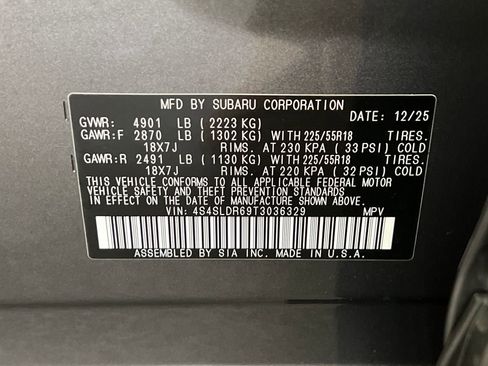 MFD BY SUBARU CORPORATION
DATE: 12/25
GVWR: 4901 LB (2223 KG)
GAWR:F 2870 LB (1302 KG) WITH 225/55R18 TIRES.
18X7J RIMS. AT 230 KPA (33 PSI) COLD
GAWR:R 2491 LB (1130 KG) WITH 225/55R18 TIRES.
18X7J RIMS. AT 220 KPA (32 PSI) COLD
THIS VEHICLE CONFORMS TO ALL APPLICABLE FEDERAL MOTOR
VEHICLE SAFETY, BUMPER, AND THEFT PREVENTION STANDARDS
IN EFFECT ON THE DATE OF MANUFACTURE SHOWN ABOVE.
VIN: 4S4SLDR69T3036329 MPV
ASSEMBLED BY SIA INC. MADE IN U.S.A.